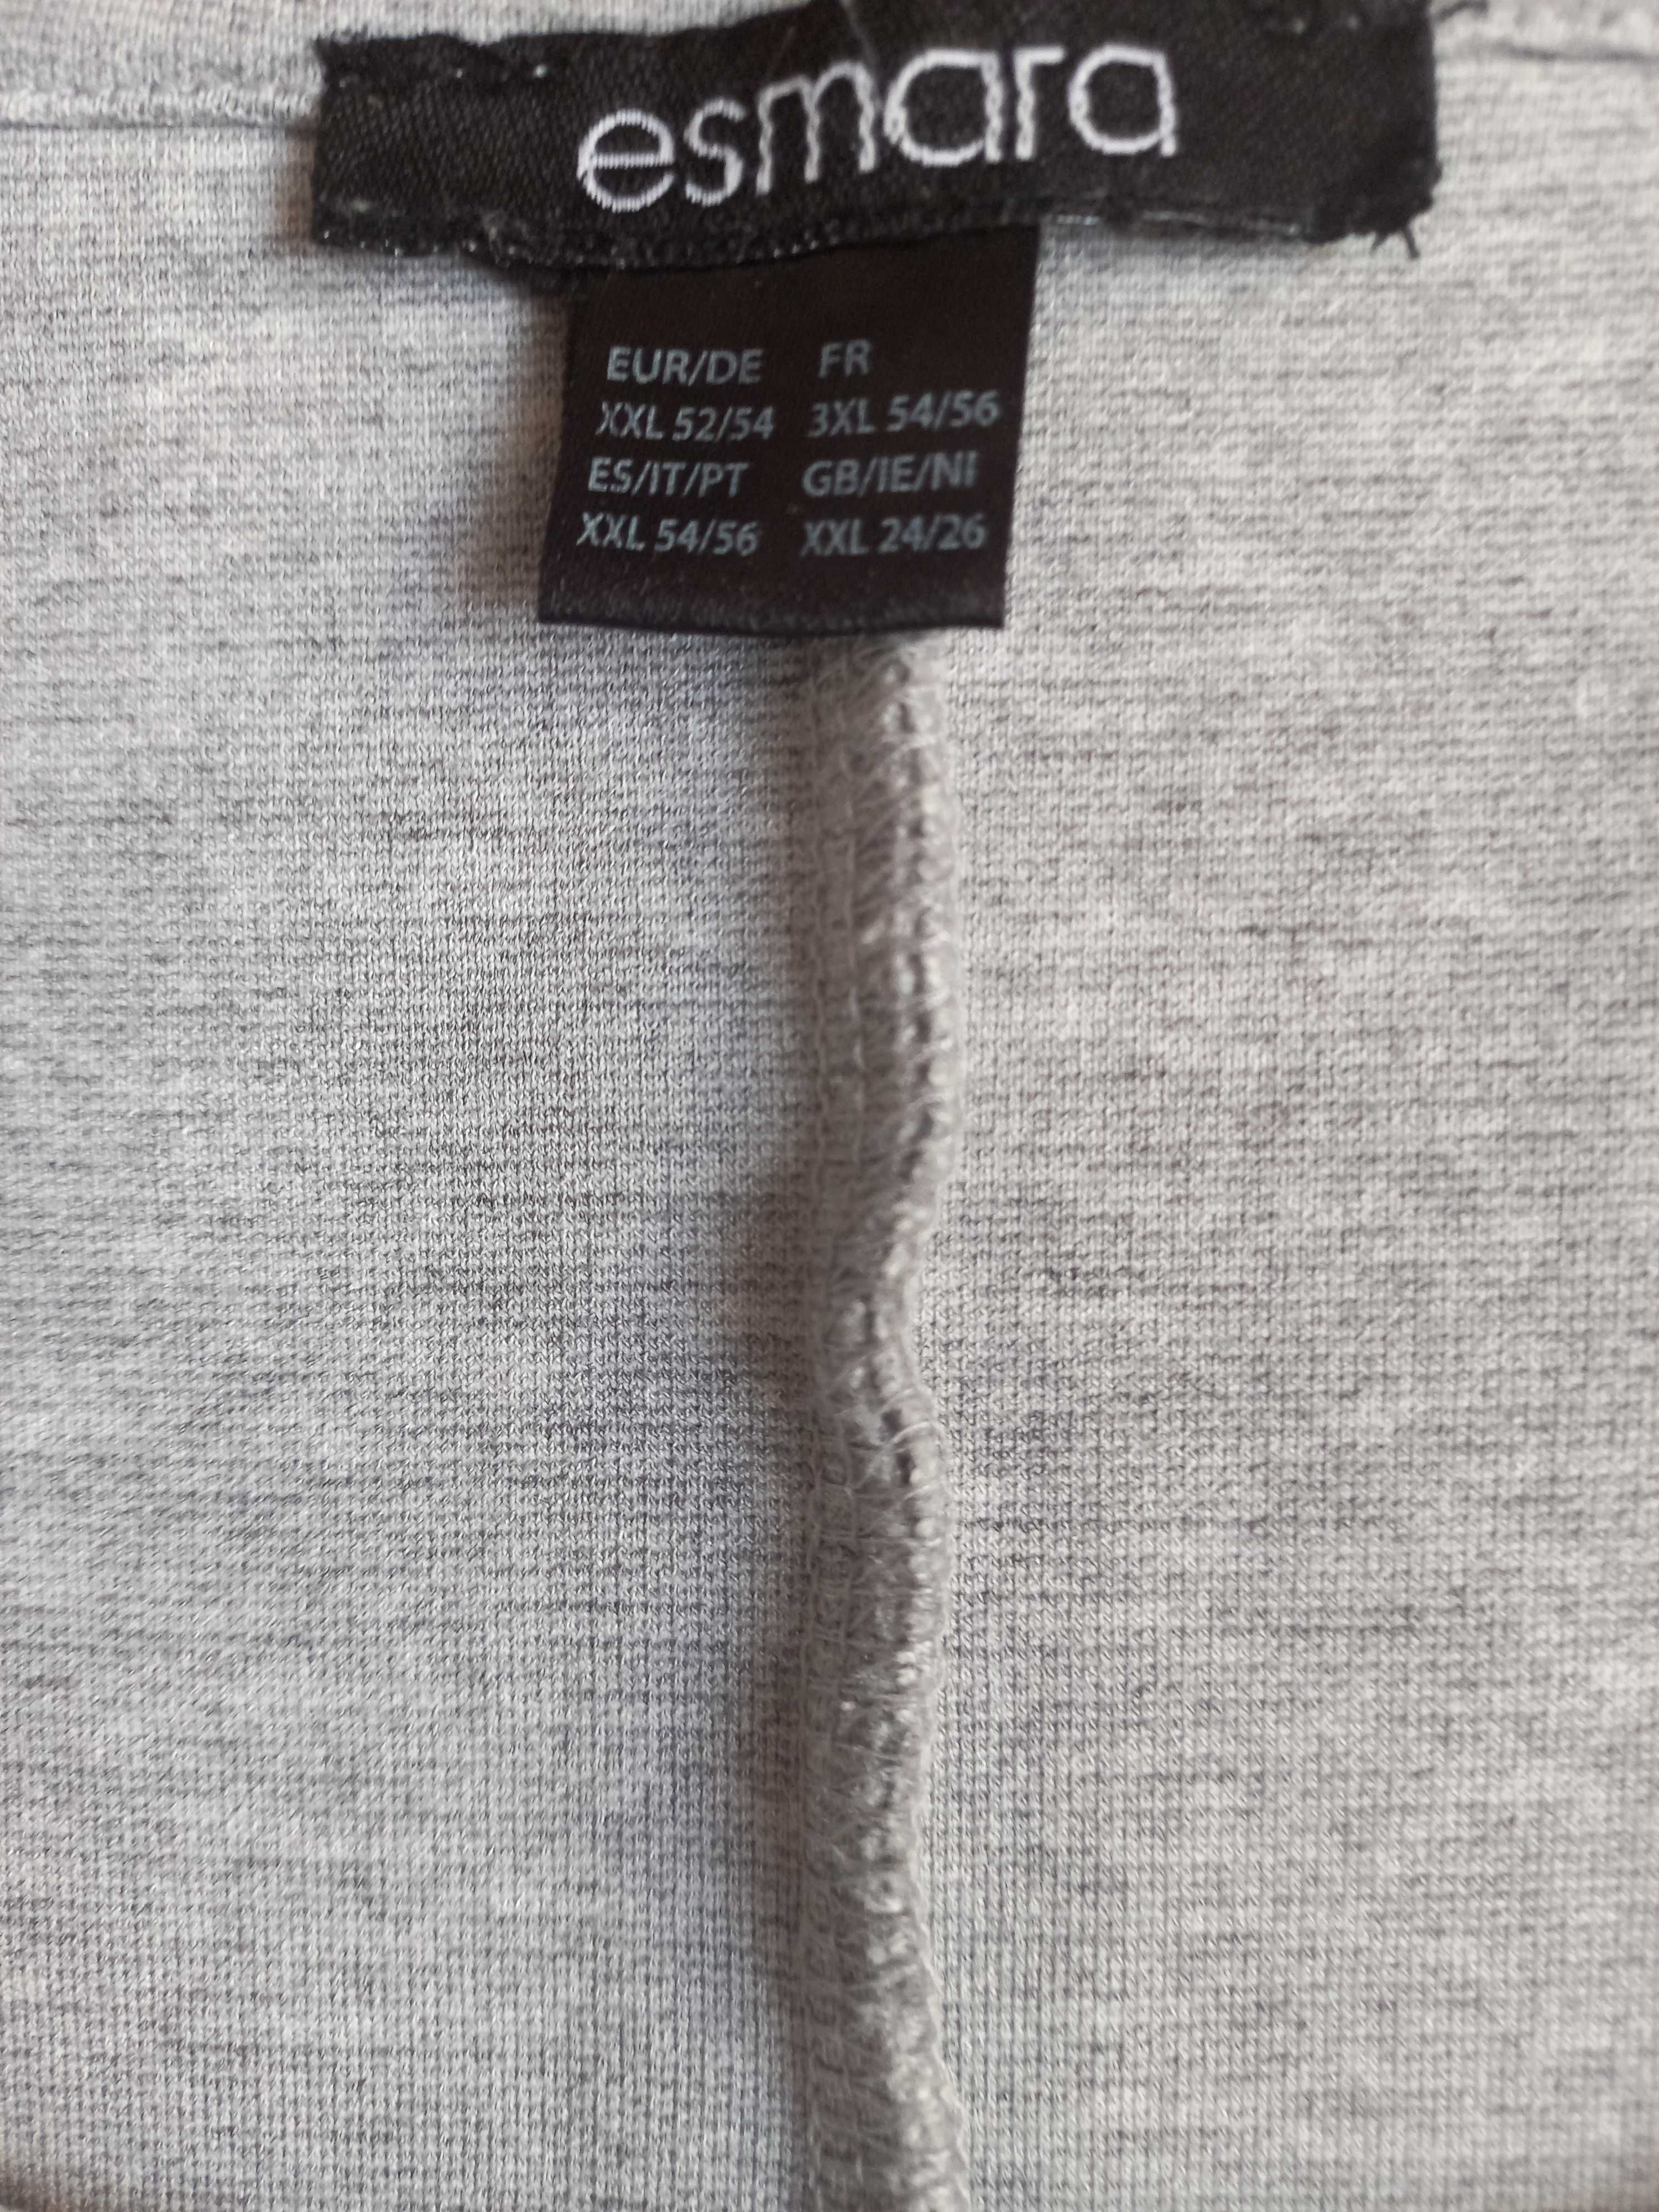 esmara
EUR/DE FR
XXL 52/54 3XL 54/56
ES/IT/PT GB/IE/NI
XXL 54/56 XXL 24/26